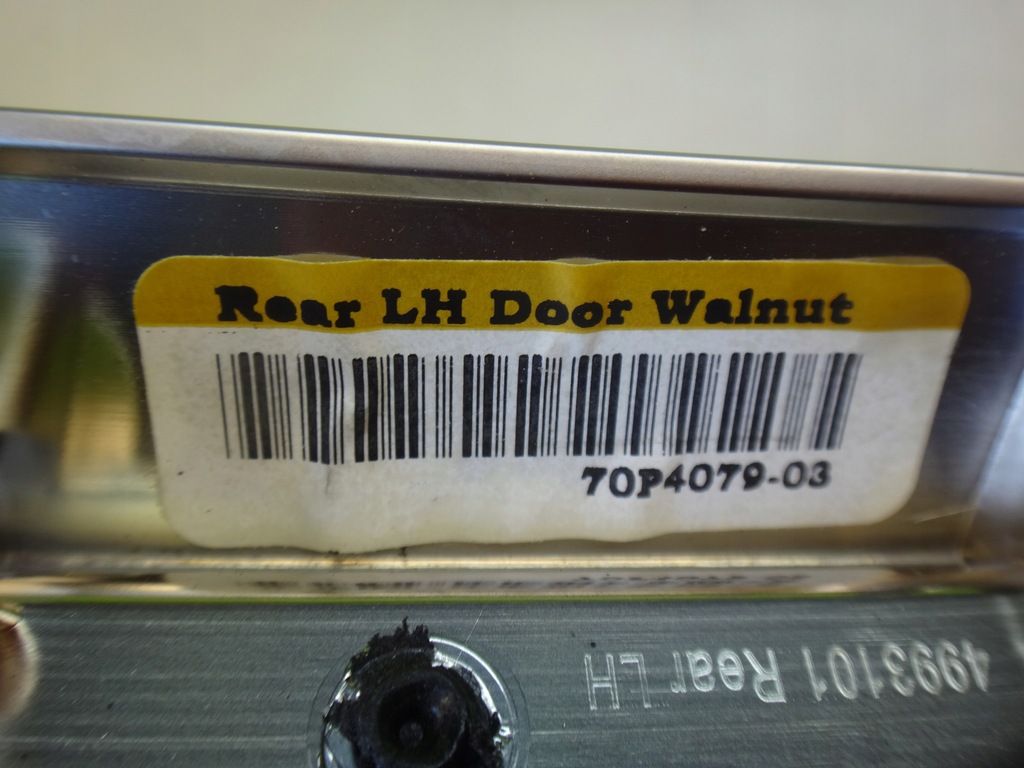 Rear LH Door Walnut
70P4079-03
4993101 Rear LH